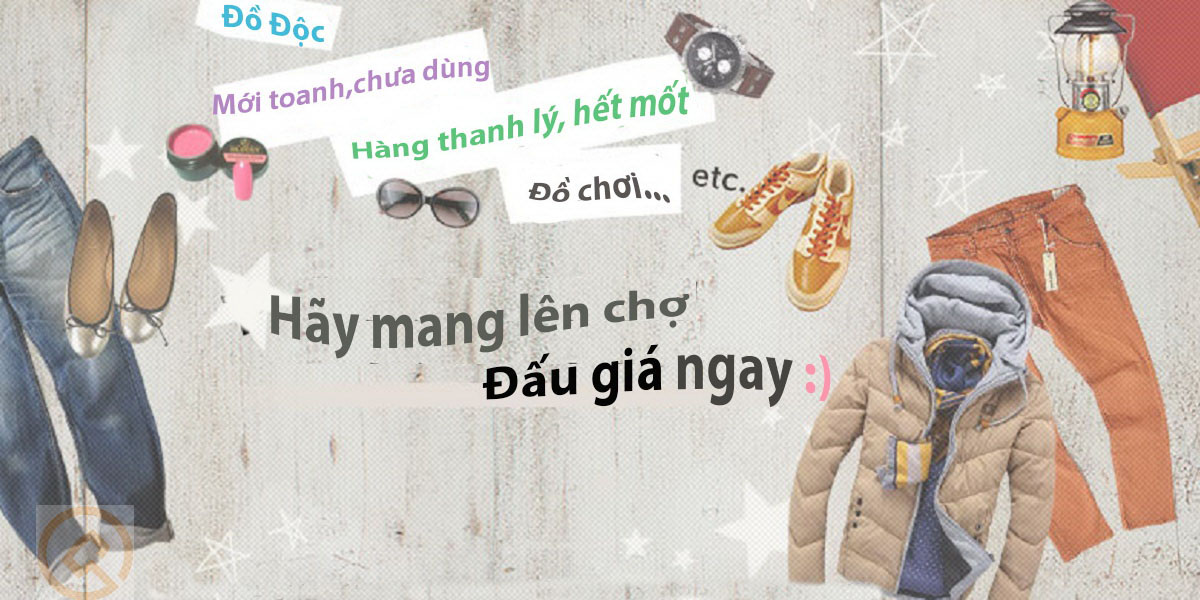 Đồ Độc
Mới toanh,chưa dùng
Hàng thanh lý, hết mốt
Đồ chơi... etc.
Hãy mang lên chợ
Đấu giá ngay :)